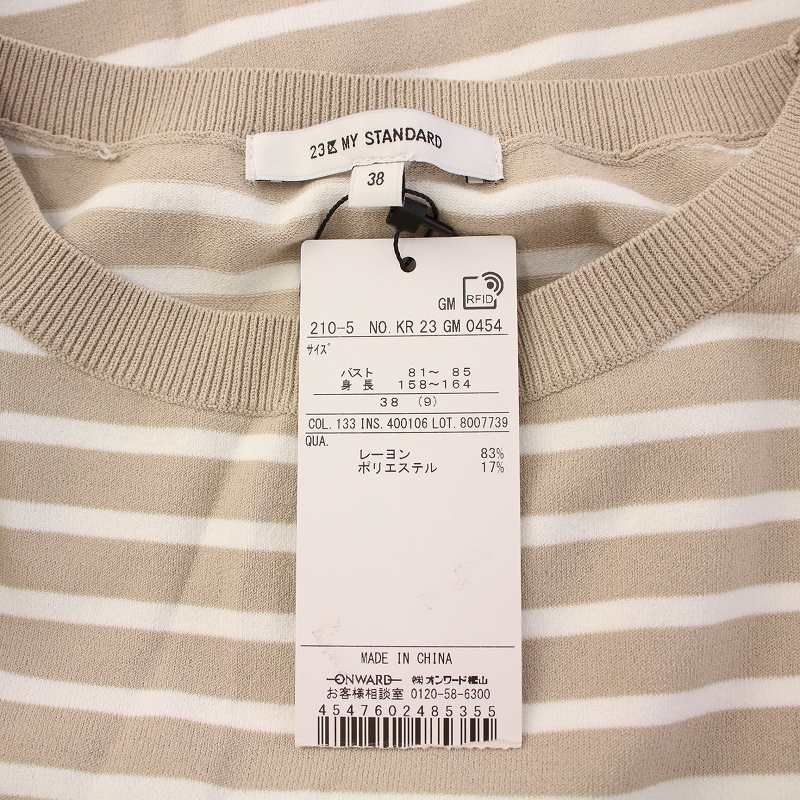 23区 MY STANDARD
38
GM RFID
210-5 NO. KR 23 GM 0454
サイズ
バスト 81～ 85
身長 158～164
38 (9)
COL. 133 INS. 400106 LOT. 8007739
QUA.
レーヨン 83%
ポリエステル 17%
MADE IN CHINA
ONWARD ㈱オンワード樫山
お客様相談室 0120-58-6300
4547602485355